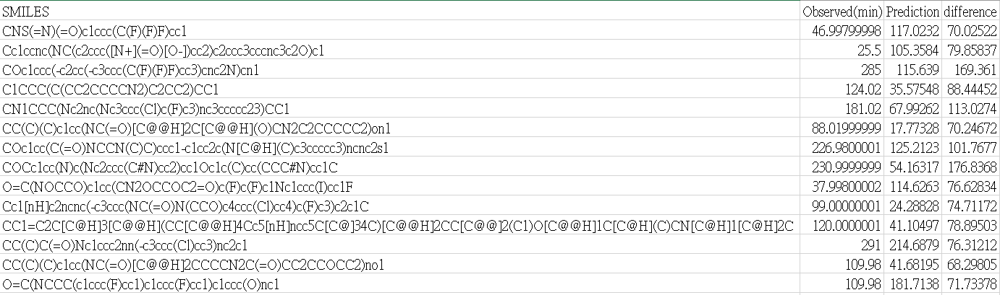 SMILES Observed(min) Prediction difference
CNS(=N)(=O)c1ccc(C(F)(F)F)cc1 46.99799998 117.0232 70.02522
Cc1ccnc(NC(c2ccc([N+](=O)[O-])cc2)c2ccc3cccnc3c2O)c1 25.5 105.3584 79.85837
COc1ccc(-c2cc(-c3ccc(C(F)(F)F)cc3)cnc2N)cn1 285 115.639 169.361
C1CCC(C(CC2CCCCN2)C2CC2)CC1 124.02 35.57548 88.44452
CN1CCC(Nc2nc(Nc3ccc(Cl)c(F)c3)nc3ccccc23)CC1 181.02 67.99262 113.0274
CC(C)(C)c1cc(NC(=O)[C@@H]2C[C@@H](O)CN2C2CCCCC2)on1 88.01999999 17.77328 70.24672
COc1cc(C(=O)NCCN(C)C)ccc1-c1cc2c(N[C@H](C)c3ccccc3)ncnc2s1 226.9800001 125.2123 101.7677
COCc1cc(N)c(Nc2ccc(C#N)cc2)cc1Oc1c(C)cc(CCC#N)cc1C 230.9999999 54.16317 176.8368
O=C(NOCCO)c1cc(CN2OCCOC2=O)c(F)c(F)c1Nc1ccc(I)cc1F 37.99800002 114.6263 76.62834
Cc1[nH]c2ncnc(-c3ccc(NC(=O)N(CCO)c4ccc(Cl)cc4)c(F)c3)c2c1C 99.00000001 24.28828 74.71172
CC1=C2C[C@H]3[C@@H](CC[C@@H]4Cc5[nH]ncc5C[C@]34C)[C@@H]2CC[C@@]2(C1)O[C@@H]1C[C@H](C)CN[C@H]1[C@H]2C 120.0000001 41.10497 78.89503
CC(C)C(=O)Nc1ccc2nn(-c3ccc(Cl)cc3)nc2c1 291 214.6879 76.31212
CC(C)(C)c1cc(NC(=O)[C@@H]2CCCCN2C(=O)CC2CCOCC2)no1 109.98 41.68195 68.29805
O=C(NCCC(c1ccc(F)cc1)c1ccc(F)cc1)c1ccc(O)nc1 109.98 181.7138 71.73378